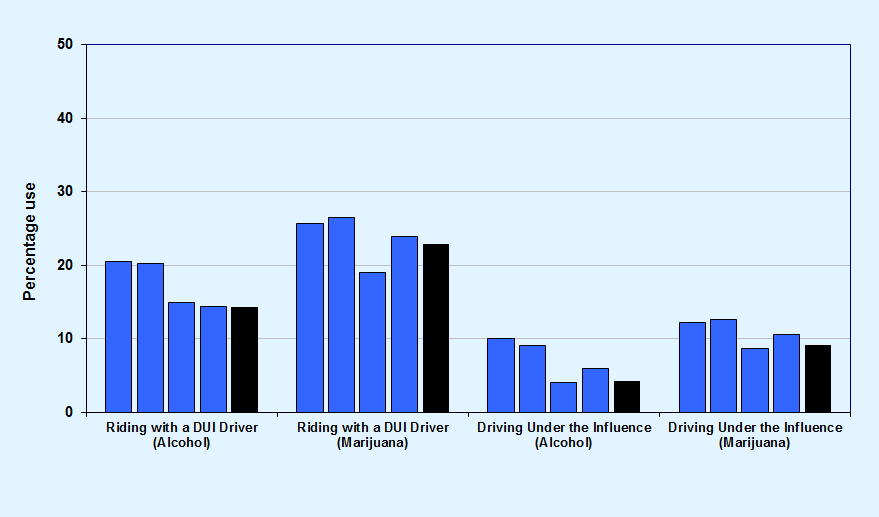 50
40
30
20
10
0
Percentage use
Riding with a DUI Driver
(Alcohol)
Riding with a DUI Driver
(Marijuana)
Driving Under the Influence
(Alcohol)
Driving Under the Influence
(Marijuana)